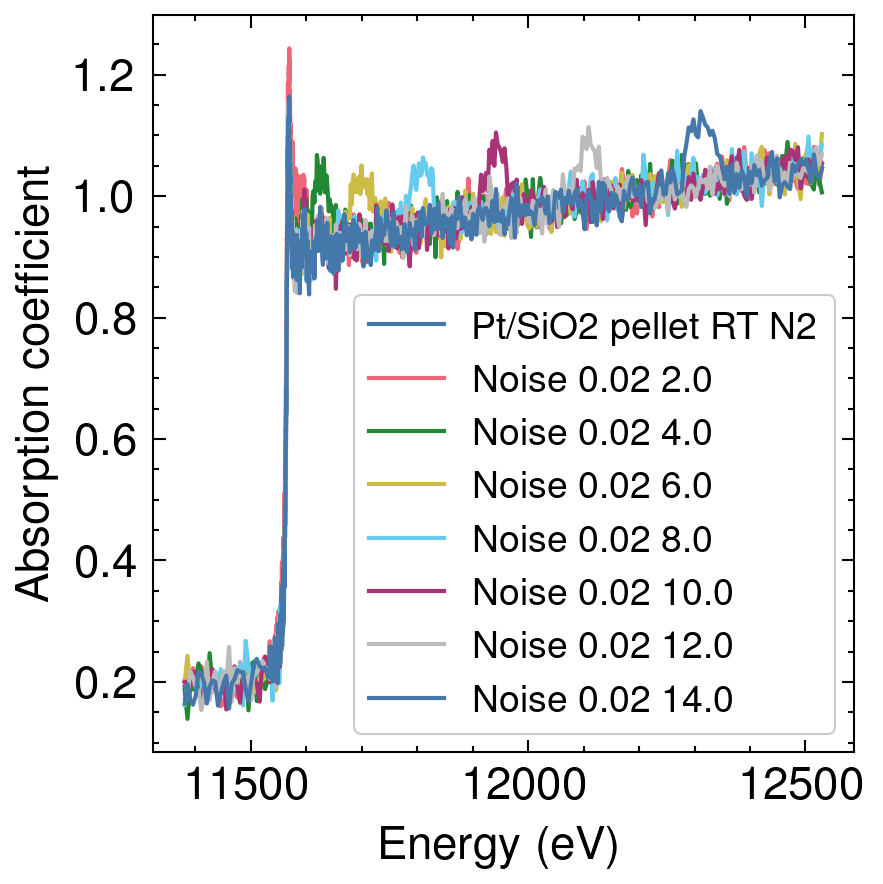 Absorption coefficient
1.2
1.0
0.8
0.6
0.4
0.2
Pt/SiO2 pellet RT N2
Noise 0.02 2.0
Noise 0.02 4.0
Noise 0.02 6.0
Noise 0.02 8.0
Noise 0.02 10.0
Noise 0.02 12.0
Noise 0.02 14.0
11500 12000 12500
Energy (eV)